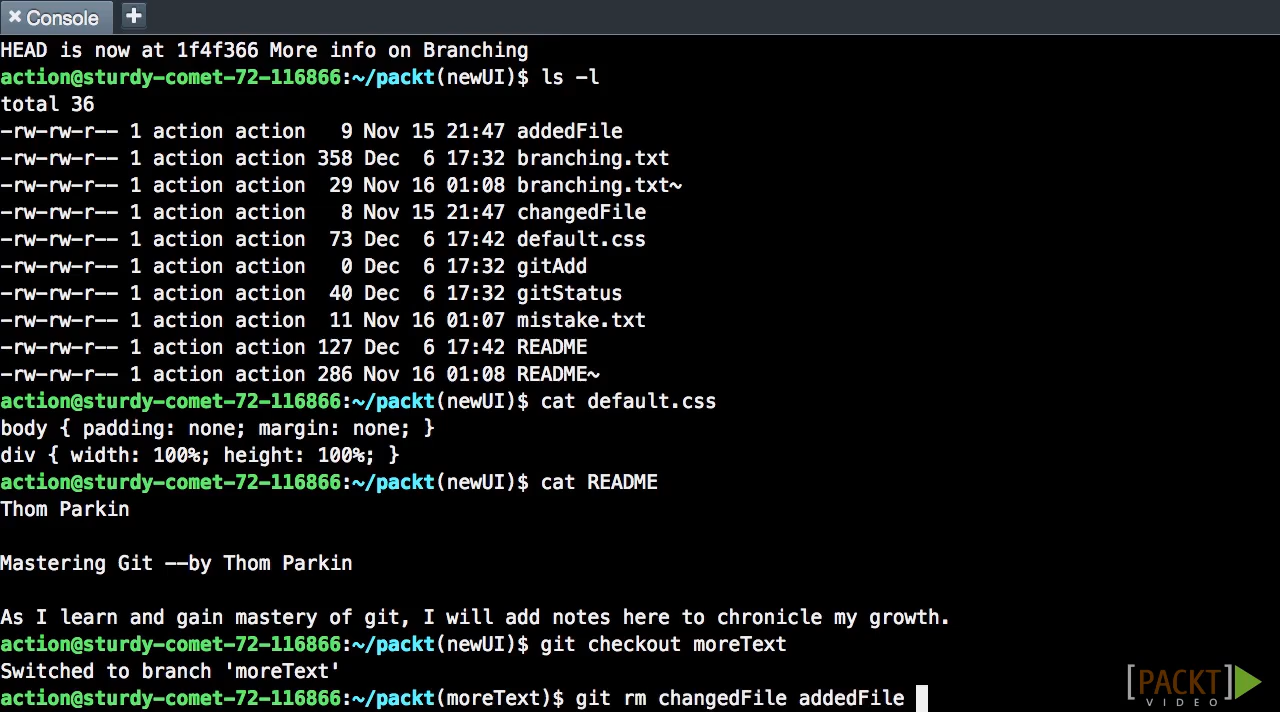 Console
HEAD is now at 1f4f366 More info on Branching
action@sturdy-comet-72-116866:~/packt(newUI)$ ls -l
total 36
-rw-rw-r-- 1 action action   9 Nov 15 21:47 addedFile
-rw-rw-r-- 1 action action 358 Dec  6 17:32 branching.txt
-rw-rw-r-- 1 action action  29 Nov 16 01:08 branching.txt~
-rw-rw-r-- 1 action action   8 Nov 15 21:47 changedFile
-rw-rw-r-- 1 action action  73 Dec  6 17:42 default.css
-rw-rw-r-- 1 action action   0 Dec  6 17:32 gitAdd
-rw-rw-r-- 1 action action  40 Dec  6 17:32 gitStatus
-rw-rw-r-- 1 action action  11 Nov 16 01:07 mistake.txt
-rw-rw-r-- 1 action action 127 Dec  6 17:42 README
-rw-rw-r-- 1 action action 286 Nov 16 01:08 README~
action@sturdy-comet-72-116866:~/packt(newUI)$ cat default.css
body { padding: none; margin: none; }
div { width: 100%; height: 100%; }
action@sturdy-comet-72-116866:~/packt(newUI)$ cat README
Thom Parkin
Mastering Git --by Thom Parkin
As I learn and gain mastery of git, I will add notes here to chronicle my growth.
action@sturdy-comet-72-116866:~/packt(newUI)$ git checkout moreText
Switched to branch 'moreText'
action@sturdy-comet-72-116866:~/packt(moreText)$ git rm changedFile addedFile
[PACKT]
VIDEO